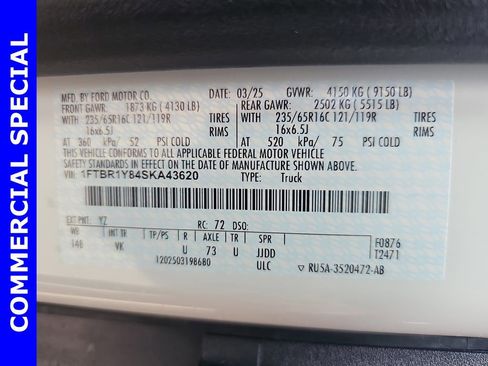 COMMERCIAL SPECIAL
MFD. BY FORD MOTOR CO.
DATE: 03/25 GVWR: 4150 KG ( 9150 LB)
FRONT GAWR: 1873 KG ( 4130 LB) REAR GAWR: 2502 KG ( 5515 LB)
WITH 235/65R16C 121/119R TIRES WITH 235/65R16C 121/119R TIRES
16x6.5J RIMS 16x6.5J RIMS
AT 360 kPa/ 52 PSI COLD AT 520 kPa/ 75 PSI COLD
THIS VEHICLE CONFORMS TO ALL APPLICABLE FEDERAL MOTOR VEHICLE
SAFETY STANDARDS IN EFFECT ON THE DATE OF MANUFACTURE SHOWN ABOVE.
VIN: 1FTBR1Y84SKA43620 TYPE: Truck
EXT PNT: YZ RC: 72 DSO:
WB INT TR TP/PS R AXLE TR SPR F0876
148 VK U 73 U JJDD T2471
1202503198680 ULC ▽ RU5A-3520472-AB